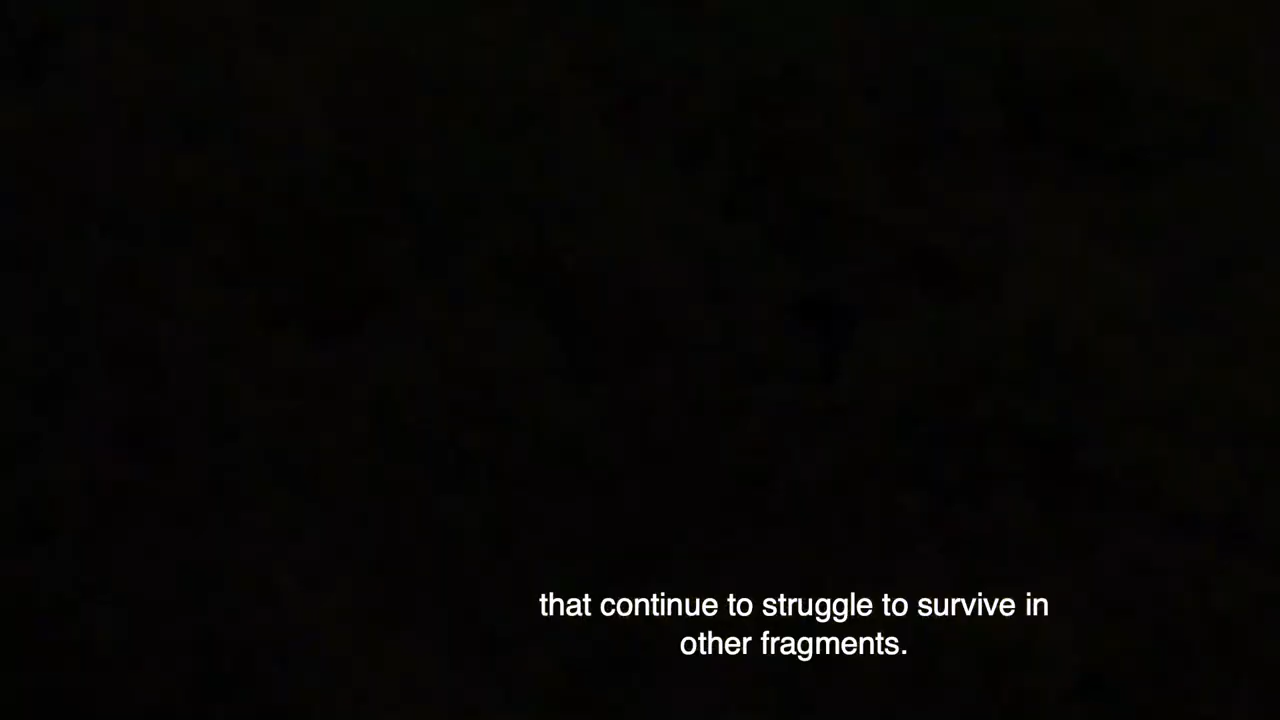 that continue to struggle to survive in
other fragments.